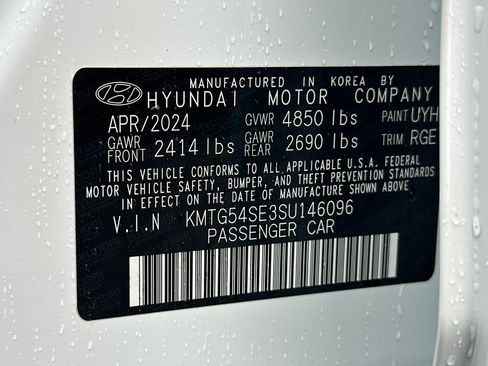 MANUFACTURED IN KOREA BY
HYUNDAI MOTOR COMPANY
APR/2024 GVWR 4850 lbs PAINT UYH
GAWR FRONT 2414 lbs GAWR REAR 2690 lbs TRIM RGE
THIS VEHICLE CONFORMS TO ALL APPLICABLE U.S.A. FEDERAL
MOTOR VEHICLE SAFETY, BUMPER, AND THEFT PREVENTION STANDARDS
IN EFFECT ON THE DATE OF MANUFACTURE SHOWN ABOVE
V.I.N KMTG54SE3SU146096
PASSENGER CAR